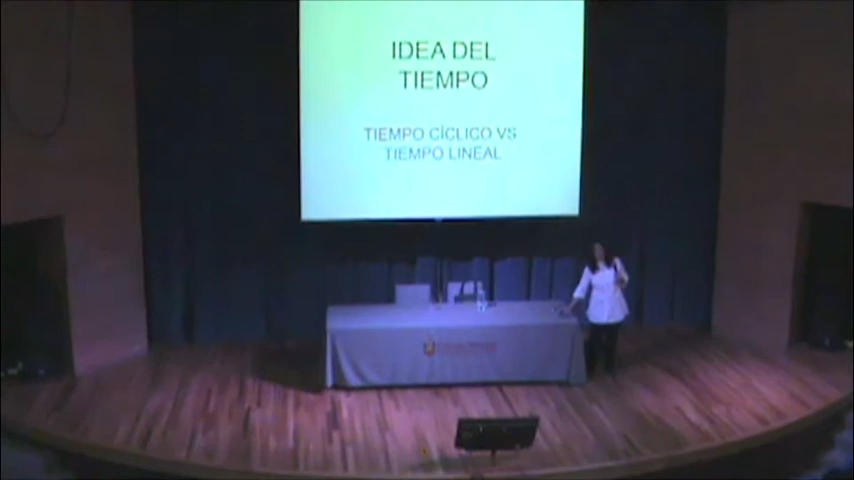 IDEA DEL
TIEMPO
TIEMPO CÍCLICO VS
TIEMPO LINEAL